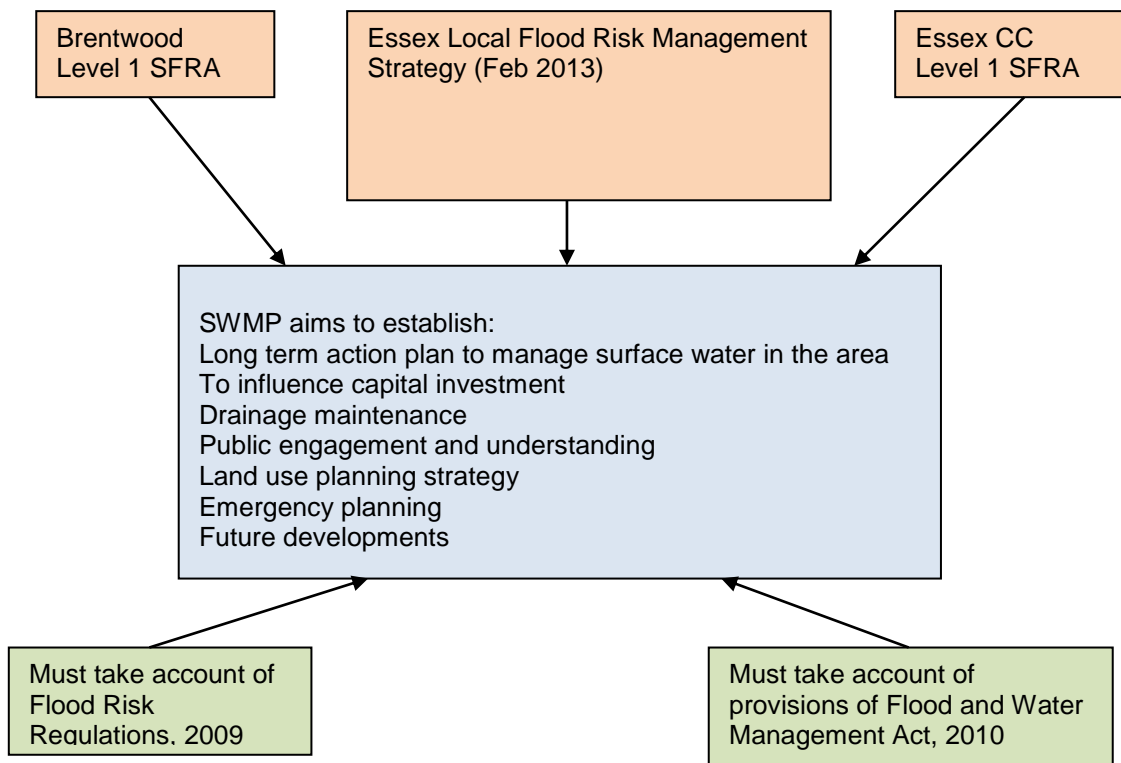 Brentwood
Level 1 SFRA
Essex Local Flood Risk Management
Strategy (Feb 2013)
Essex CC
Level 1 SFRA
SWMP aims to establish:
Long term action plan to manage surface water in the area
To influence capital investment
Drainage maintenance
Public engagement and understanding
Land use planning strategy
Emergency planning
Future developments
Must take account of
Flood Risk
Regulations, 2009
Must take account of
provisions of Flood and Water
Management Act, 2010